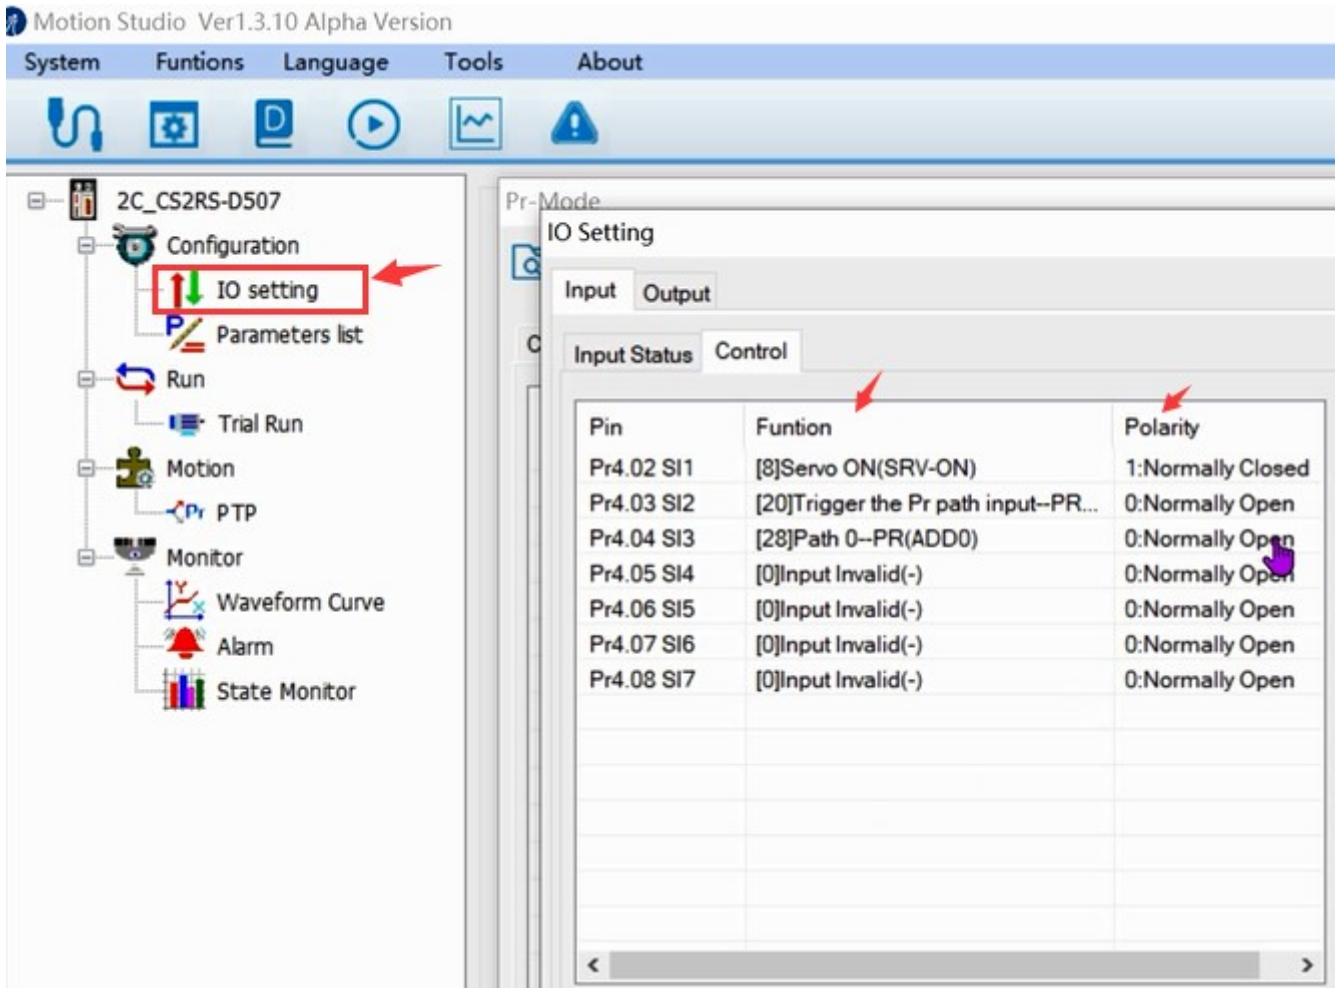 Motion Studio Ver1.3.10 Alpha Version
System Funtions Language Tools About
D
2C_CS2RS-D507
Configuration
IO setting
Parameters list
Run
Trial Run
Motion
PTP
Monitor
Waveform Curve
Alarm
State Monitor
Pr-Mode
IO Setting
Input Output
Input Status Control
Pin Funtion Polarity
Pr4.02 SI1 [8]Servo ON(SRV-ON) 1:Normally Closed
Pr4.03 SI2 [20]Trigger the Pr path input--PR... 0:Normally Open
Pr4.04 SI3 [28]Path 0--PR(ADD0) 0:Normally Open
Pr4.05 SI4 [0]Input Invalid(-) 0:Normally Open
Pr4.06 SI5 [0]Input Invalid(-) 0:Normally Open
Pr4.07 SI6 [0]Input Invalid(-) 0:Normally Open
Pr4.08 SI7 [0]Input Invalid(-) 0:Normally Open